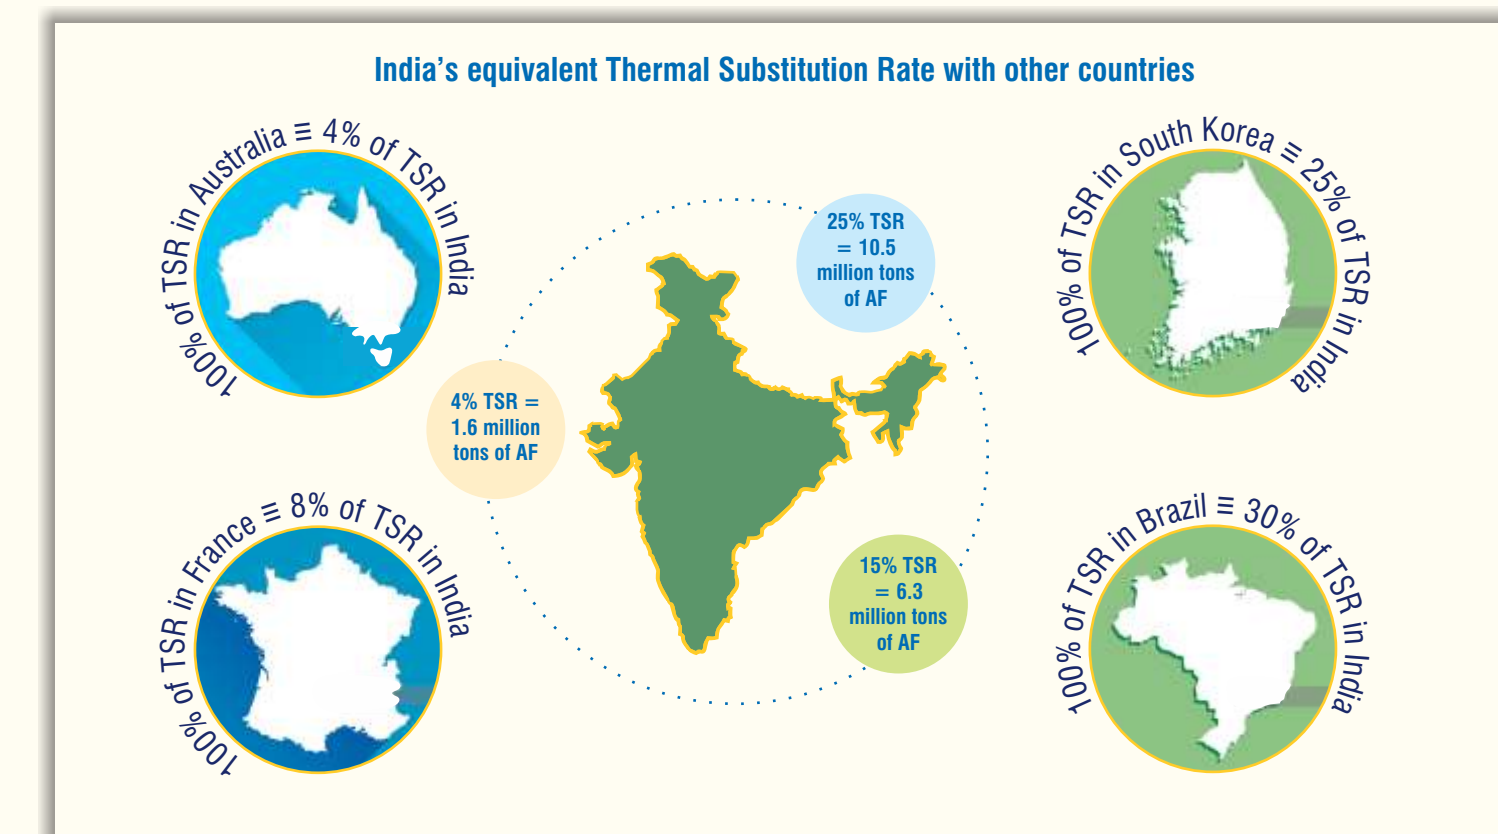 India's equivalent Thermal Substitution Rate with other countries
100% of TSR in Australia ≡ 4% of TSR in India
100% of TSR in South Korea ≡ 25% of TSR in India
25% TSR
= 10.5
million tons
of AF
4% TSR =
1.6 million
tons of AF
100% of TSR in France ≡ 8% of TSR in India
15% TSR
= 6.3
million tons
of AF
100% of TSR in Brazil ≡ 30% of TSR in India